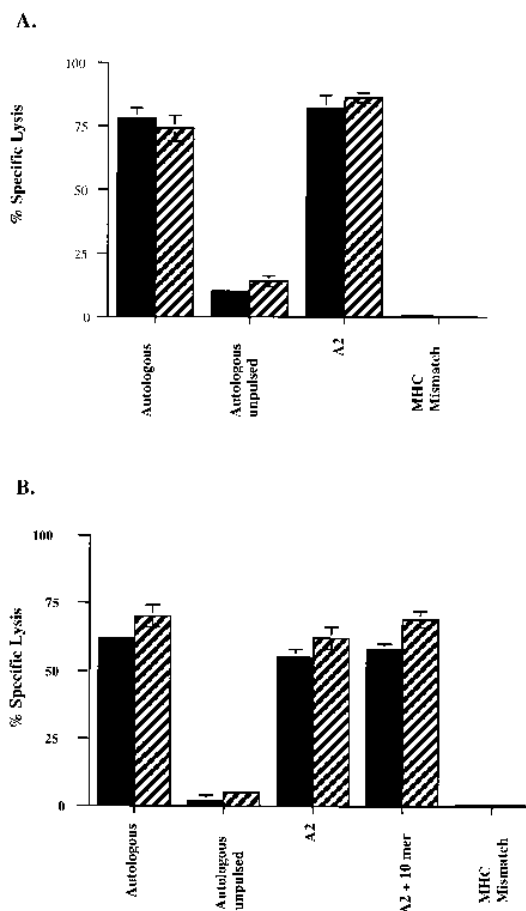 A.
100
75
50
25
0
% Specific Lysis
Autologous
Autologous
unpulsed
A2
MHC
Mismatch
B.
100
75
50
25
0
% Specific Lysis
Autologous
Autologous
unpulsed
A2
A2 + 10 mer
MHC
Mismatch